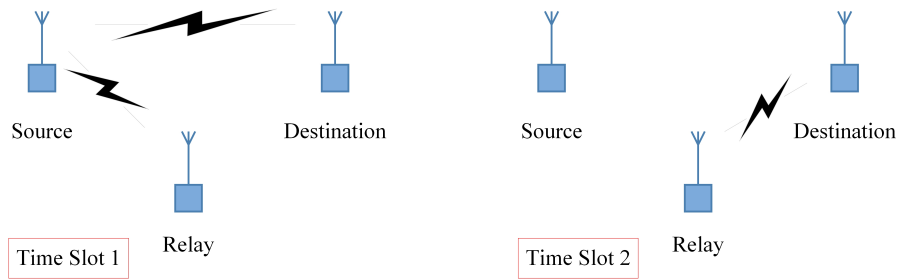 Source
Destination
Relay
Time Slot 1
Source
Destination
Relay
Time Slot 2